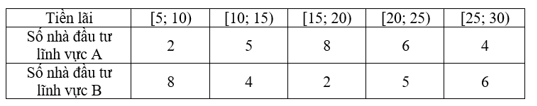 Tiền lãi [5; 10) [10; 15) [15; 20) [20; 25) [25; 30)
Số nhà đầu tư
lĩnh vực A 2 5 8 6 4
Số nhà đầu tư
lĩnh vực B 8 4 2 5 6